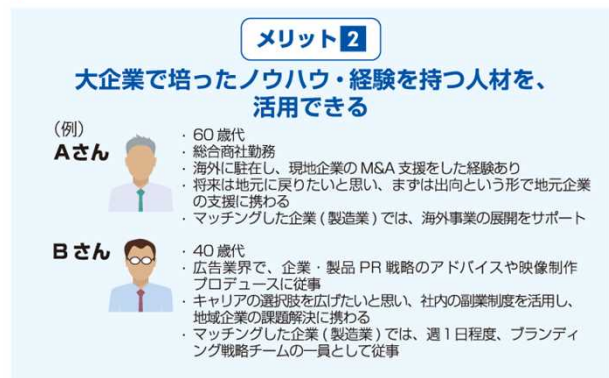 メリット2
大企業で培ったノウハウ・経験を持つ人材を、
活用できる
(例)
Aさん
・60歳代
・総合商社勤務
・海外に駐在し、現地企業のM&A支援をした経験あり
・将来は地元に戻りたいと思い、まずは出向という形で地元企業
の支援に携わる
・マッチングした企業(製造業)では、海外事業の展開をサポート
Bさん
・40歳代
・広告業界で、企業・製品PR戦略のアドバイスや映像制作
プロデュースに従事
・キャリアの選択肢を広げたいと思い、社内の副業制度を活用し、
地域企業の課題解決に携わる
・マッチングした企業(製造業)では、週1日程度、ブランディ
ング戦略チームの一員として従事